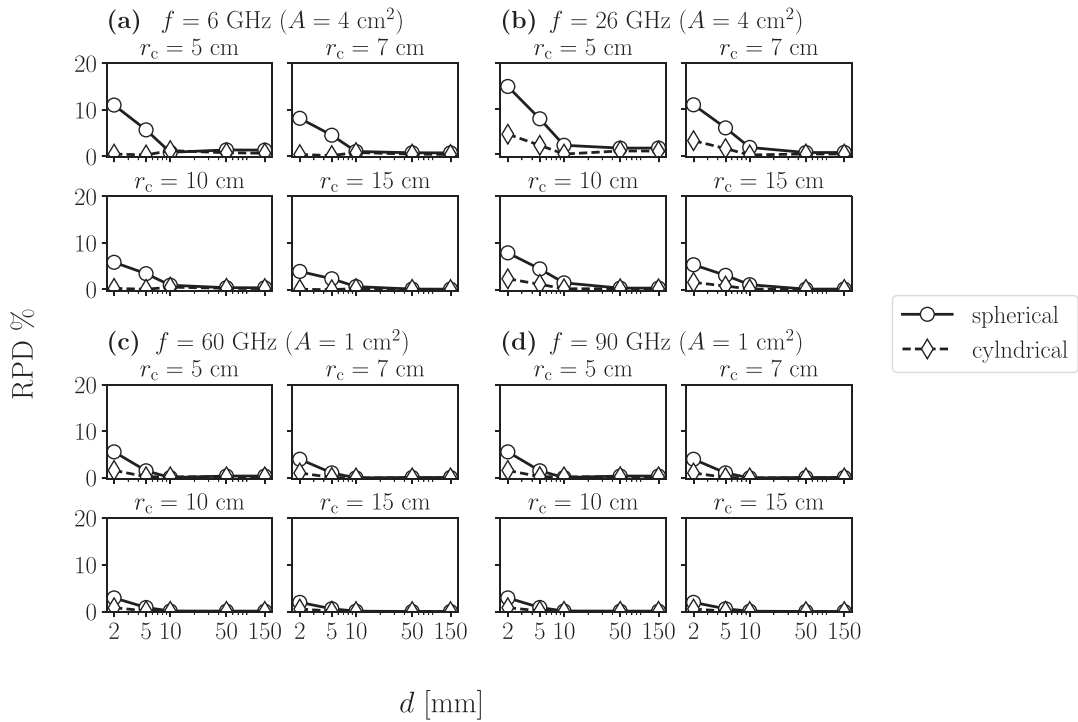 (a) f = 6 GHz (A = 4 cm²)
(b) f = 26 GHz (A = 4 cm²)
r_c = 5 cm
r_c = 7 cm
r_c = 5 cm
r_c = 7 cm
20
10
0
r_c = 10 cm
r_c = 15 cm
r_c = 10 cm
r_c = 15 cm
20
10
0
RPD %
spherical
cylndrical
(c) f = 60 GHz (A = 1 cm²)
(d) f = 90 GHz (A = 1 cm²)
r_c = 5 cm
r_c = 7 cm
r_c = 5 cm
r_c = 7 cm
20
10
0
r_c = 10 cm
r_c = 15 cm
r_c = 10 cm
r_c = 15 cm
20
10
0
2 5 10 50 150
2 5 10 50 150
2 5 10 50 150
2 5 10 50 150
d [mm]